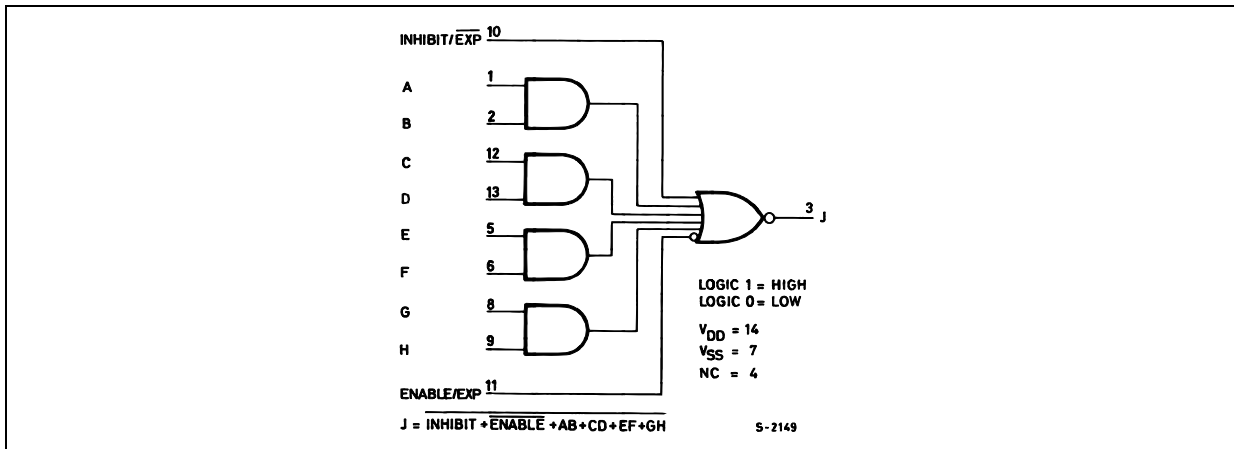 INHIBIT/EXP 10
A 1
B 2
C 12
D 13
E 5
F 6
G 8
H 9
ENABLE/EXP 11
3 J
LOGIC 1 = HIGH
LOGIC 0 = LOW
VDD = 14
VSS = 7
NC = 4
J = INHIBIT + ENABLE + AB + CD + EF + GH
S-2149